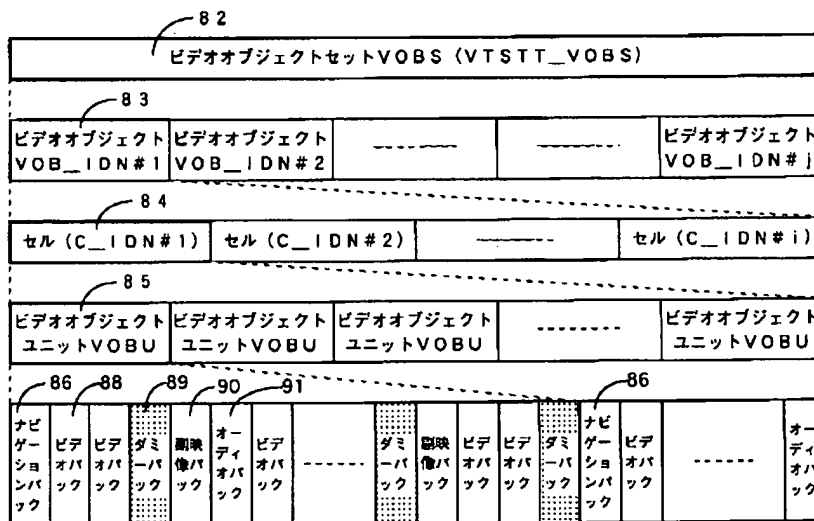 82
ビデオオブジェクトセットVOBS (VTSTT_VOBS)
83
ビデオオブジェクト
VOB_IDN#1
ビデオオブジェクト
VOB_IDN#2
ビデオオブジェクト
VOB_IDN#j
84
セル (C_IDN#1)
セル (C_IDN#2)
セル (C_IDN#i)
85
ビデオオブジェクト
ユニットVOBU
ビデオオブジェクト
ユニットVOBU
ビデオオブジェクト
ユニットVOBU
ビデオオブジェクト
ユニットVOBU
86
88
89
90
91
86
ナビゲーションパック
ビデオパック
ビデオパック
ダミーパック
副映像パック
オーディオパック
ビデオパック
ダミーパック
副映像パック
ビデオパック
ビデオパック
ダミーパック
ナビゲーションパック
ビデオパック
オーディオパック